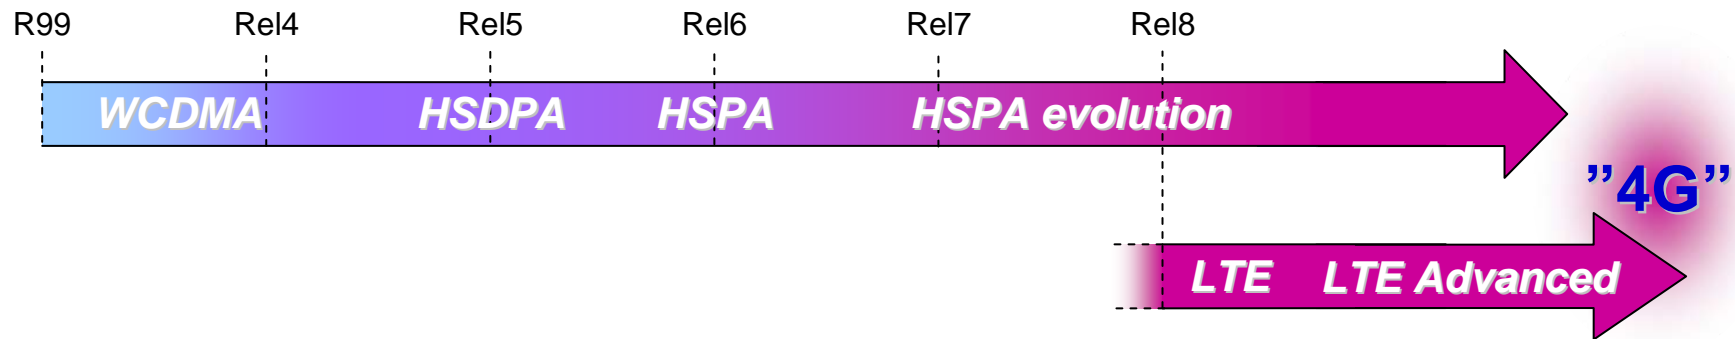 R99 Rel4 Rel5 Rel6 Rel7 Rel8
WCDMA HSDPA HSPA HSPA evolution
”4G”
LTE LTE Advanced